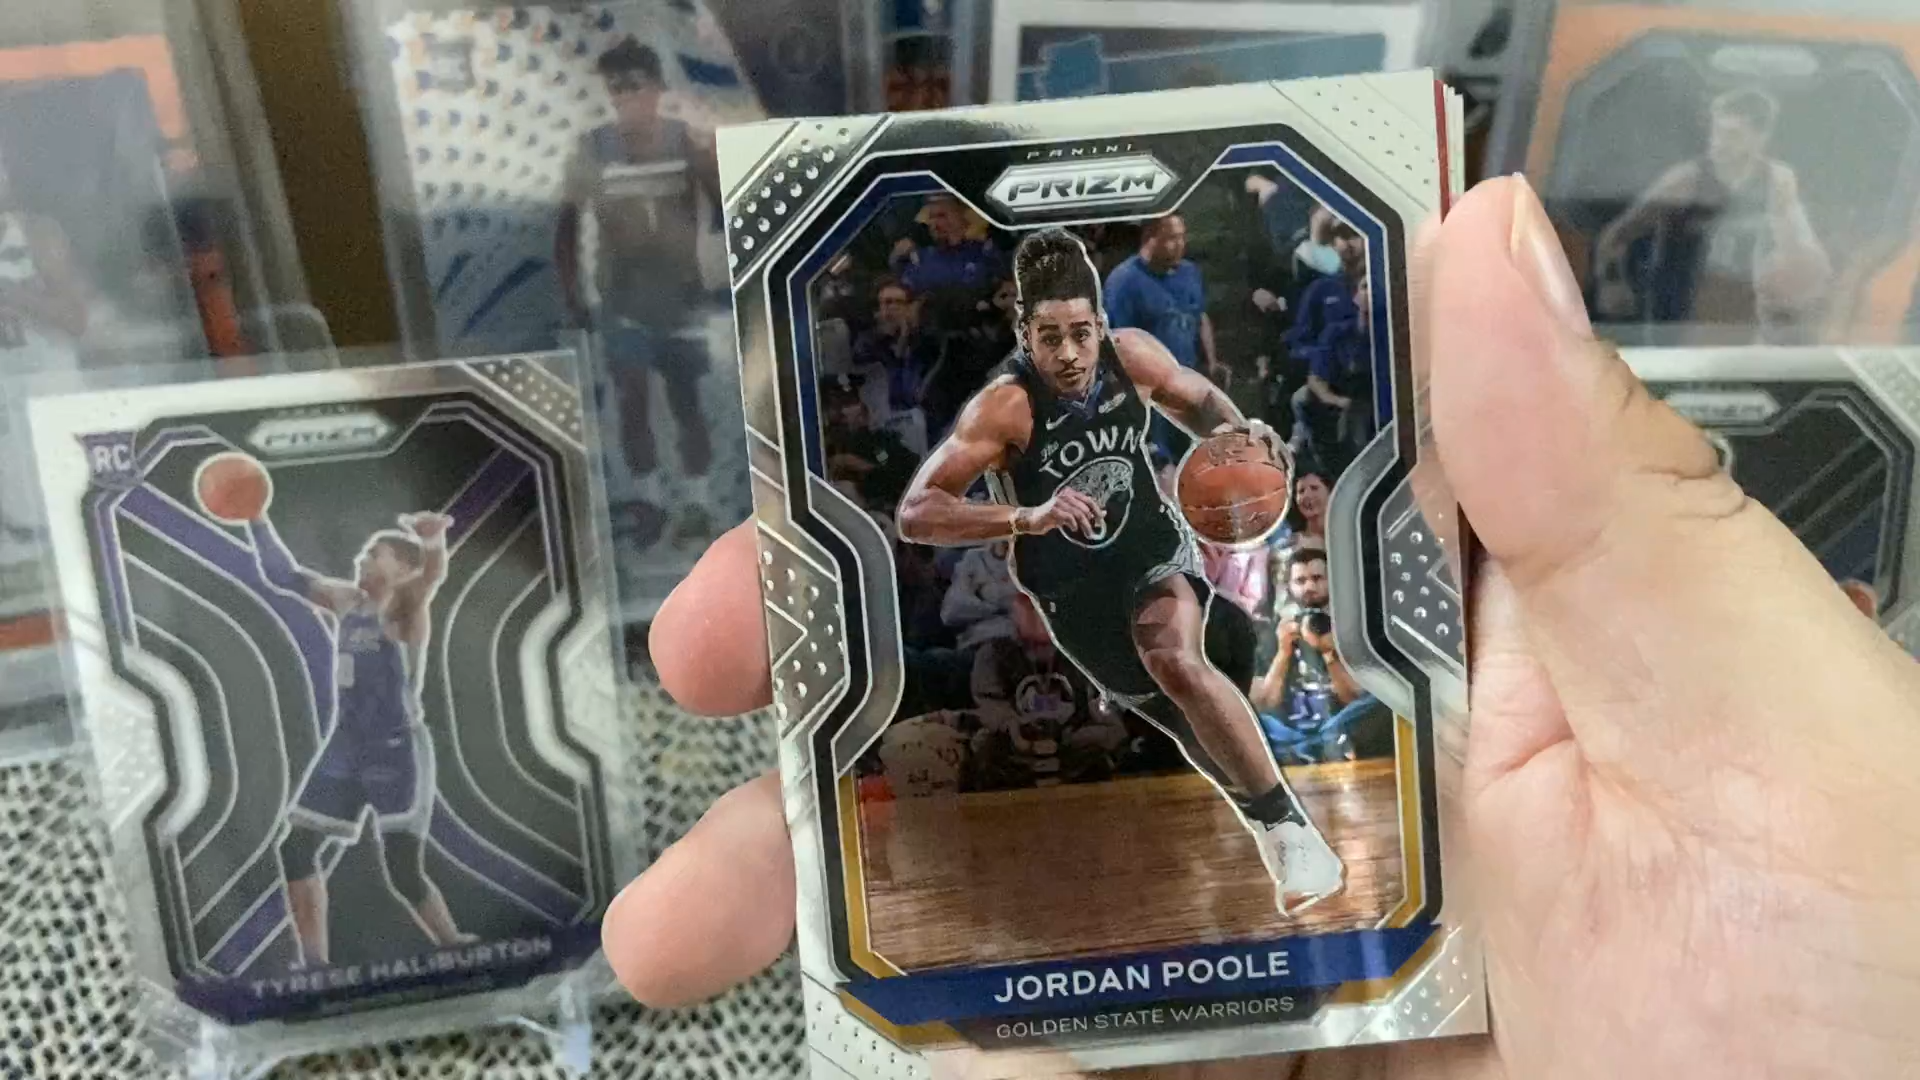 PANINI
PRIZM
the
TOWN
JORDAN POOLE
GOLDEN STATE WARRIORS
RC
PANINI
PRIZM
TYRESE HALIBURTON